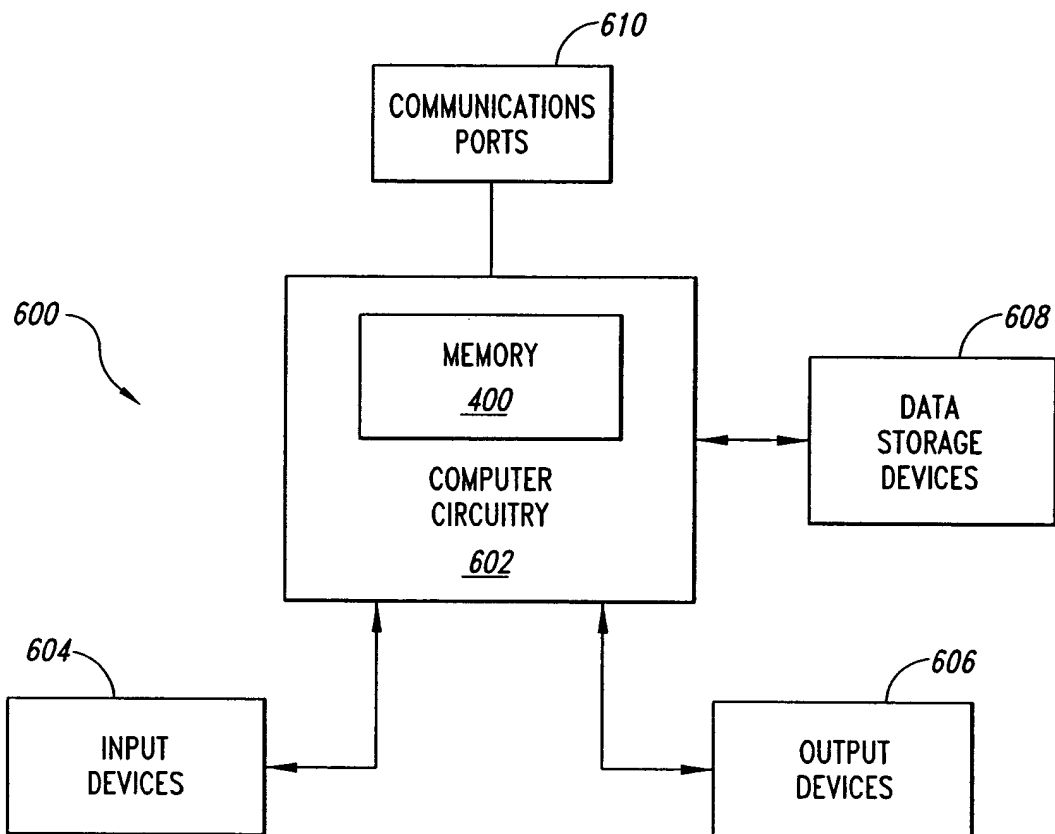 610
COMMUNICATIONS
PORTS
600
MEMORY
400
COMPUTER
CIRCUITRY
602
608
DATA
STORAGE
DEVICES
604
INPUT
DEVICES
606
OUTPUT
DEVICES